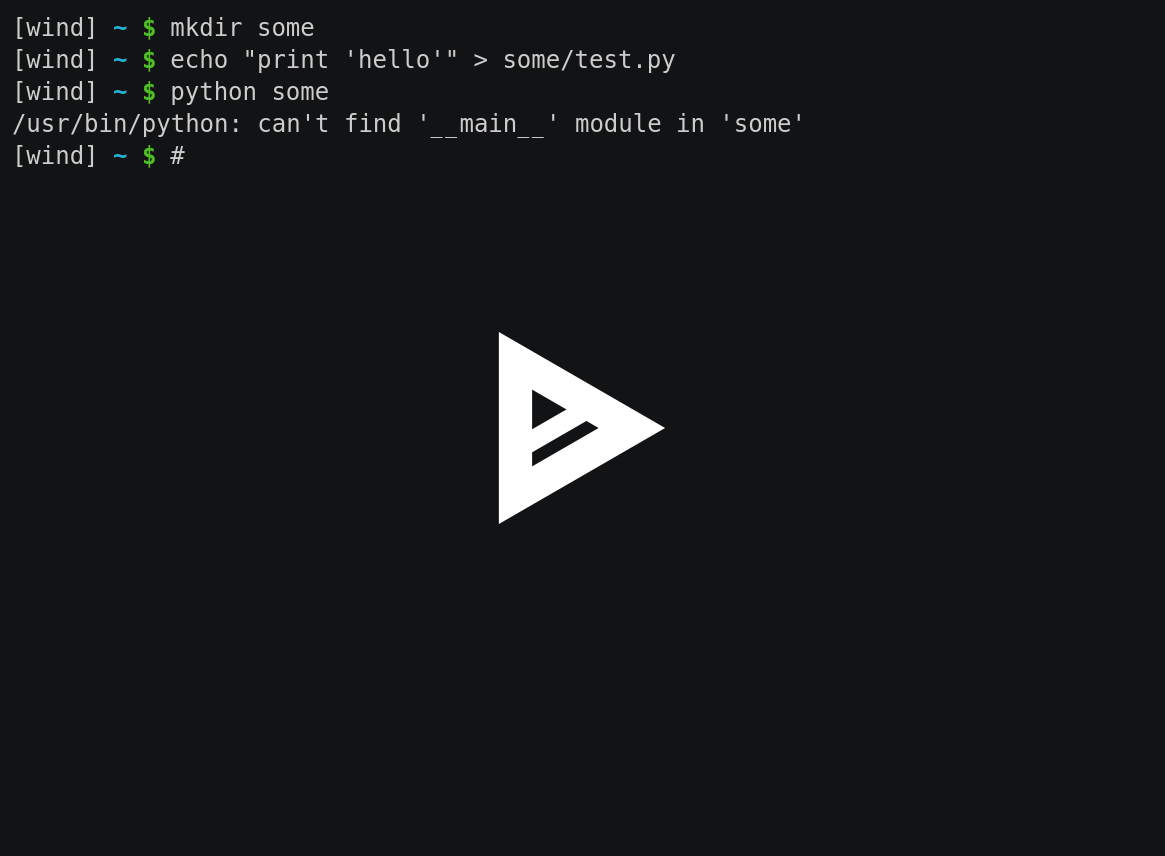 [wind] ~ $ mkdir some
[wind] ~ $ echo "print 'hello'" > some/test.py
[wind] ~ $ python some
/usr/bin/python: can't find '__main__' module in 'some'
[wind] ~ $ #